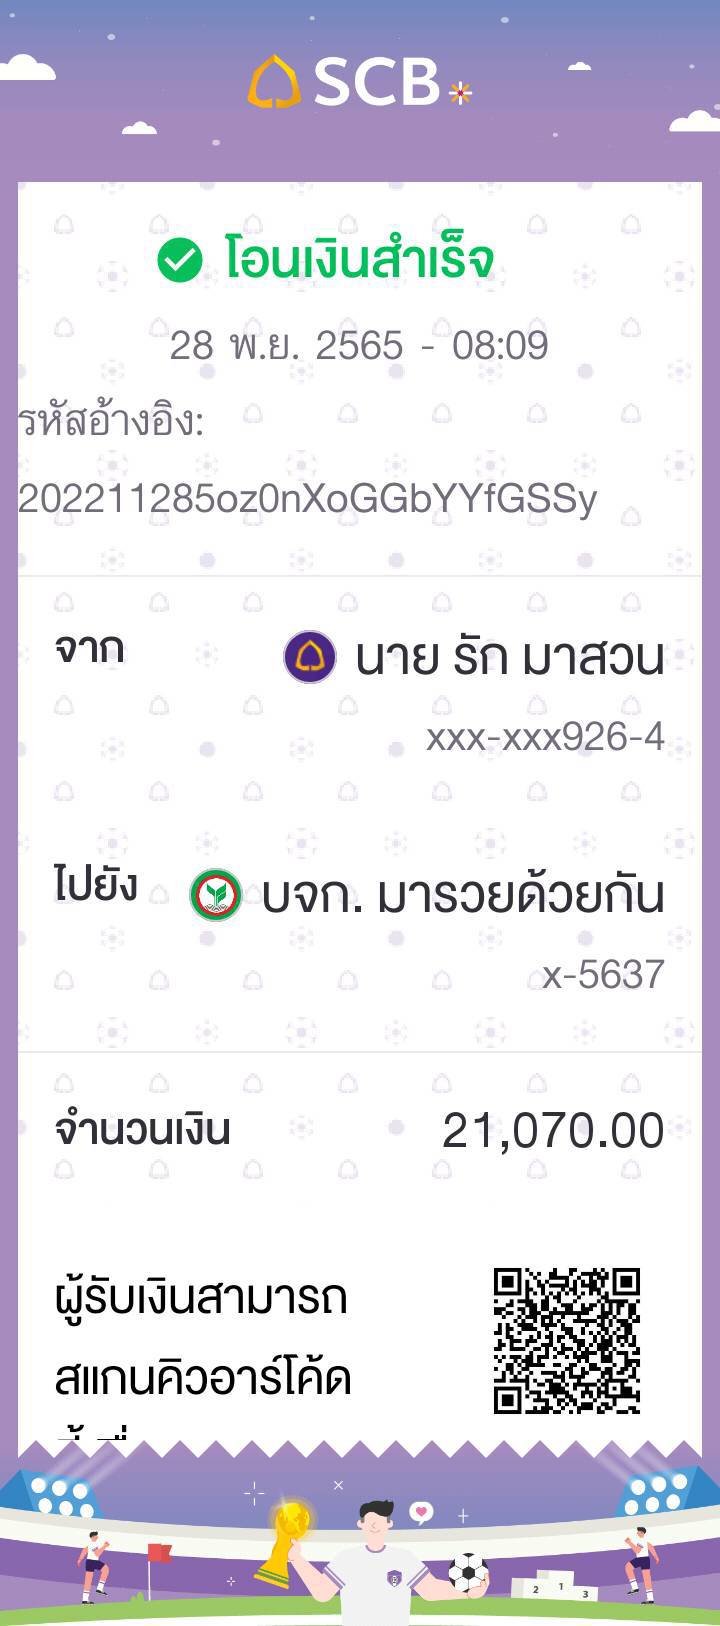 SCB
โอนเงินสำเร็จ
28 พ.ย. 2565 - 08:09
รหัสอ้างอิง:
202211285oz0nXoGGbYYfGSSy
จาก
นาย รัก มาสวน
xxx-xxx926-4
ไปยัง
บจก. มารวยด้วยกัน
x-5637
จำนวนเงิน
21,070.00
ผู้รับเงินสามารถ
สแกนคิวอาร์โค้ด
2 1 3